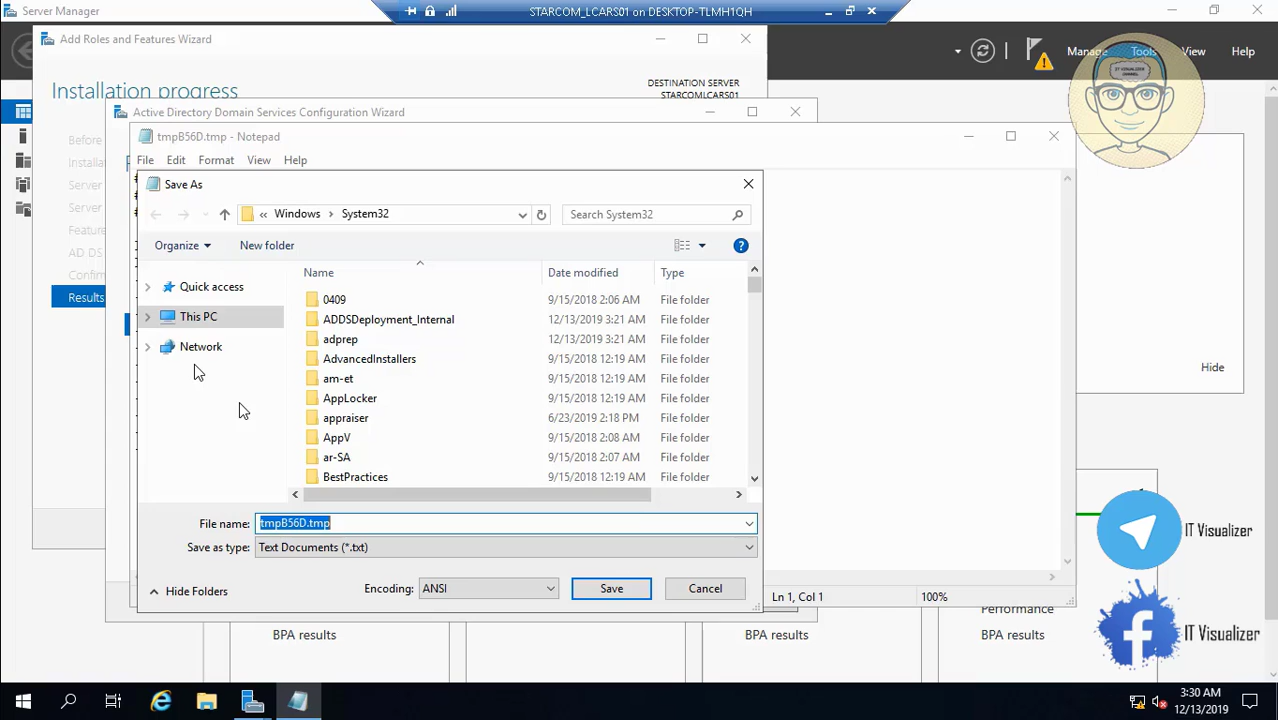 Server Manager
STARCOM_LCARS01 on DESKTOP-TLMH1QH
Add Roles and Features Wizard
Manage Tools View Help
IT VISUALIZER
CHANNEL
Installation progress
DESTINATION SERVER
STARCOMLCARS01
Active Directory Domain Services Configuration Wizard
Before
Installa
Server
Server
Feature
AD DS
Confirm
Results
tmpB56D.tmp - Notepad
File Edit Format View Help
Save As
« Windows › System32
Search System32
Organize
New folder
Quick access
This PC
Network
Name Date modified Type
0409 9/15/2018 2:06 AM File folder
ADDSDeployment_Internal 12/13/2019 3:21 AM File folder
adprep 12/13/2019 3:21 AM File folder
AdvancedInstallers 9/15/2018 12:19 AM File folder
am-et 9/15/2018 12:19 AM File folder
AppLocker 9/15/2018 12:19 AM File folder
appraiser 6/23/2019 2:18 PM File folder
AppV 9/15/2018 2:08 AM File folder
ar-SA 9/15/2018 2:07 AM File folder
BestPractices 9/15/2018 12:19 AM File folder
File name: tmpB56D.tmp
Save as type: Text Documents (*.txt)
Hide Folders
Encoding: ANSI
Save
Cancel
Hide
Ln 1, Col 1
100%
IT Visualizer
IT Visualizer
Performance
BPA results
BPA results
BPA results
3:30 AM
12/13/2019